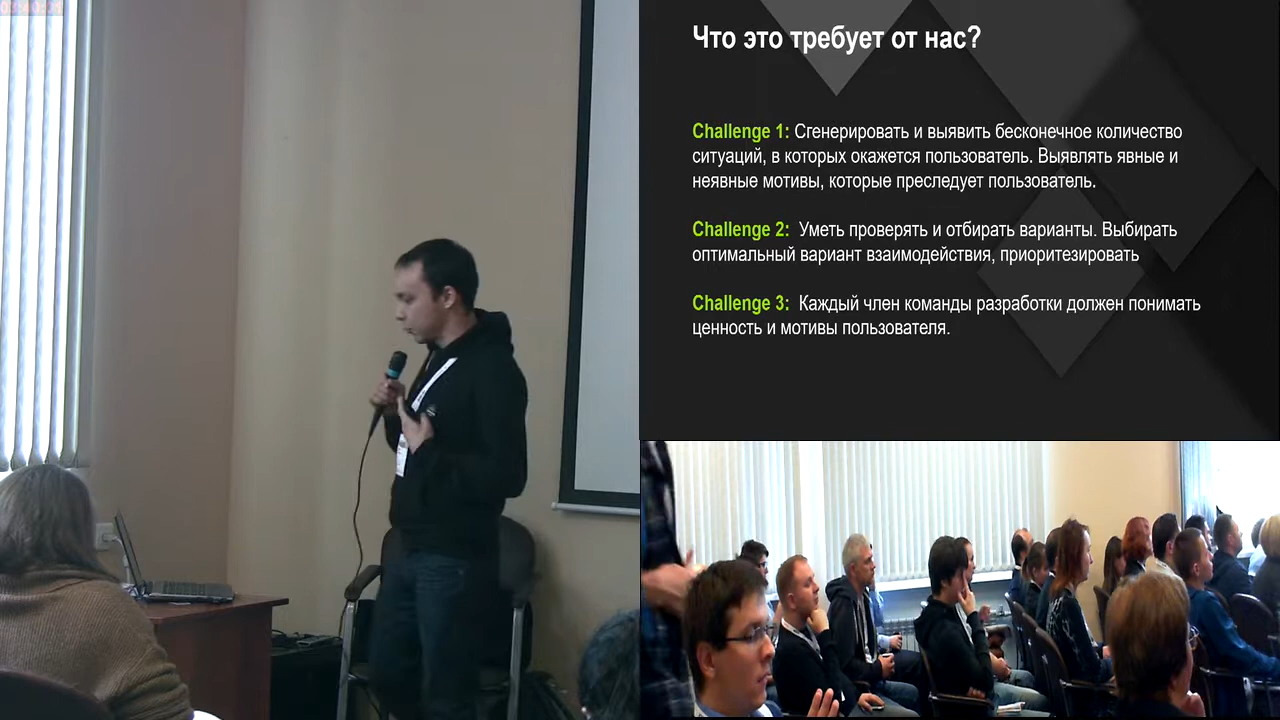 Что это требует от нас?
Challenge 1: Сгенерировать и выявить бесконечное количество
ситуаций, в которых окажется пользователь. Выявлять явные и
неявные мотивы, которые преследует пользователь.
Challenge 2: Уметь проверять и отбирать варианты. Выбирать
оптимальный вариант взаимодействия, приоритезировать
Challenge 3: Каждый член команды разработки должен понимать
ценность и мотивы пользователя.